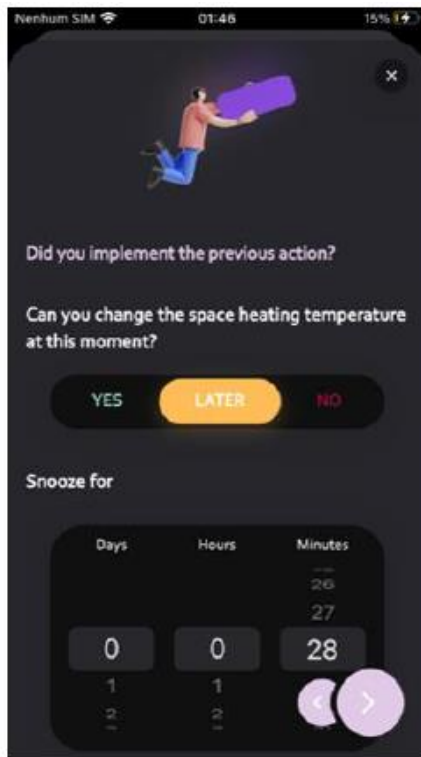 Nenhum SIM 01:46 15%
Did you implement the previous action?
Can you change the space heating temperature
at this moment?
YES LATER NO
Snooze for
Days Hours Minutes
26
27
0 0 28
1 1
2 2